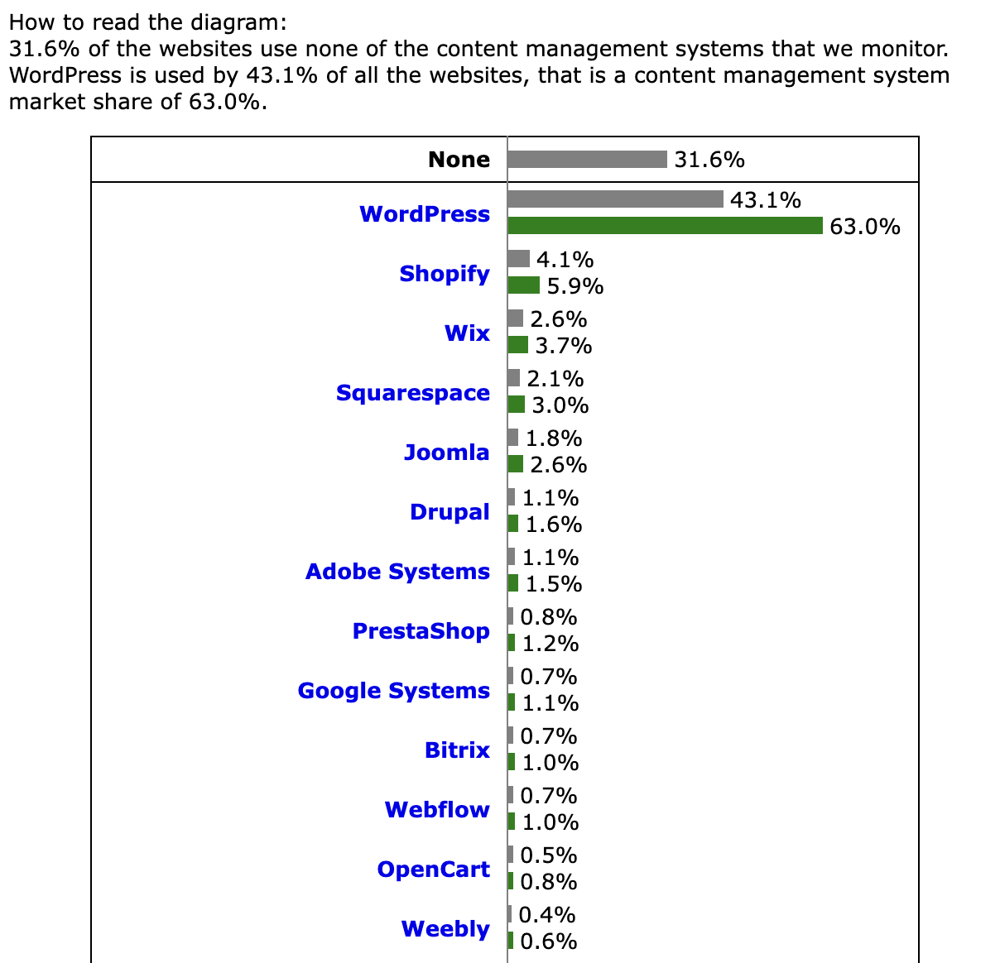 How to read the diagram:
31.6% of the websites use none of the content management systems that we monitor.
WordPress is used by 43.1% of all the websites, that is a content management system
market share of 63.0%.
None 31.6%
WordPress 43.1%
63.0%
Shopify 4.1%
5.9%
Wix 2.6%
3.7%
Squarespace 2.1%
3.0%
Joomla 1.8%
2.6%
Drupal 1.1%
1.6%
Adobe Systems 1.1%
1.5%
PrestaShop 0.8%
1.2%
Google Systems 0.7%
1.1%
Bitrix 0.7%
1.0%
Webflow 0.7%
1.0%
OpenCart 0.5%
0.8%
Weebly 0.4%
0.6%